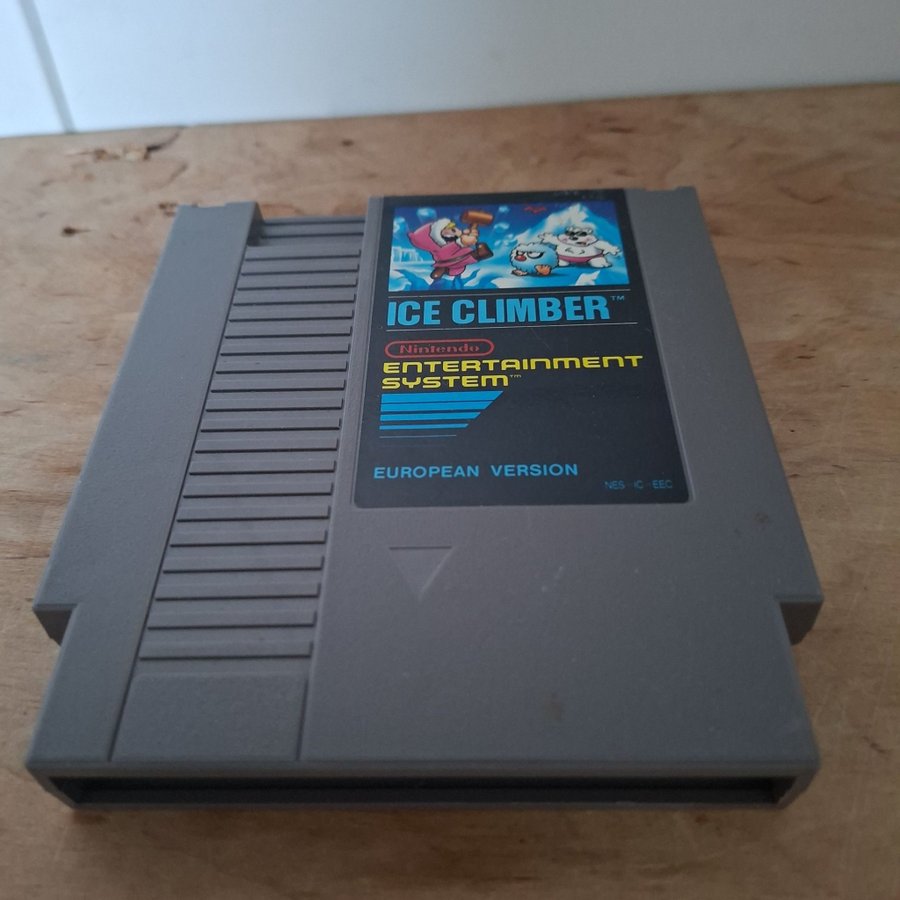 ICE CLIMBER™
Nintendo
ENTERTAINMENT
SYSTEM™
EUROPEAN VERSION
NES-IC-EEC